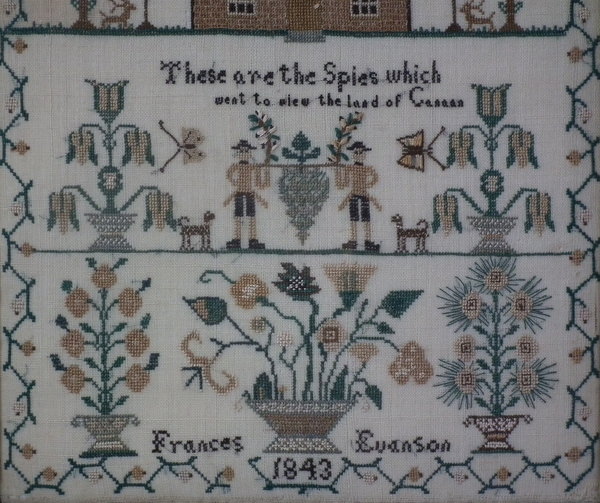 These are the Spies which
went to view the land of Canaan
Frances Evanson
1843